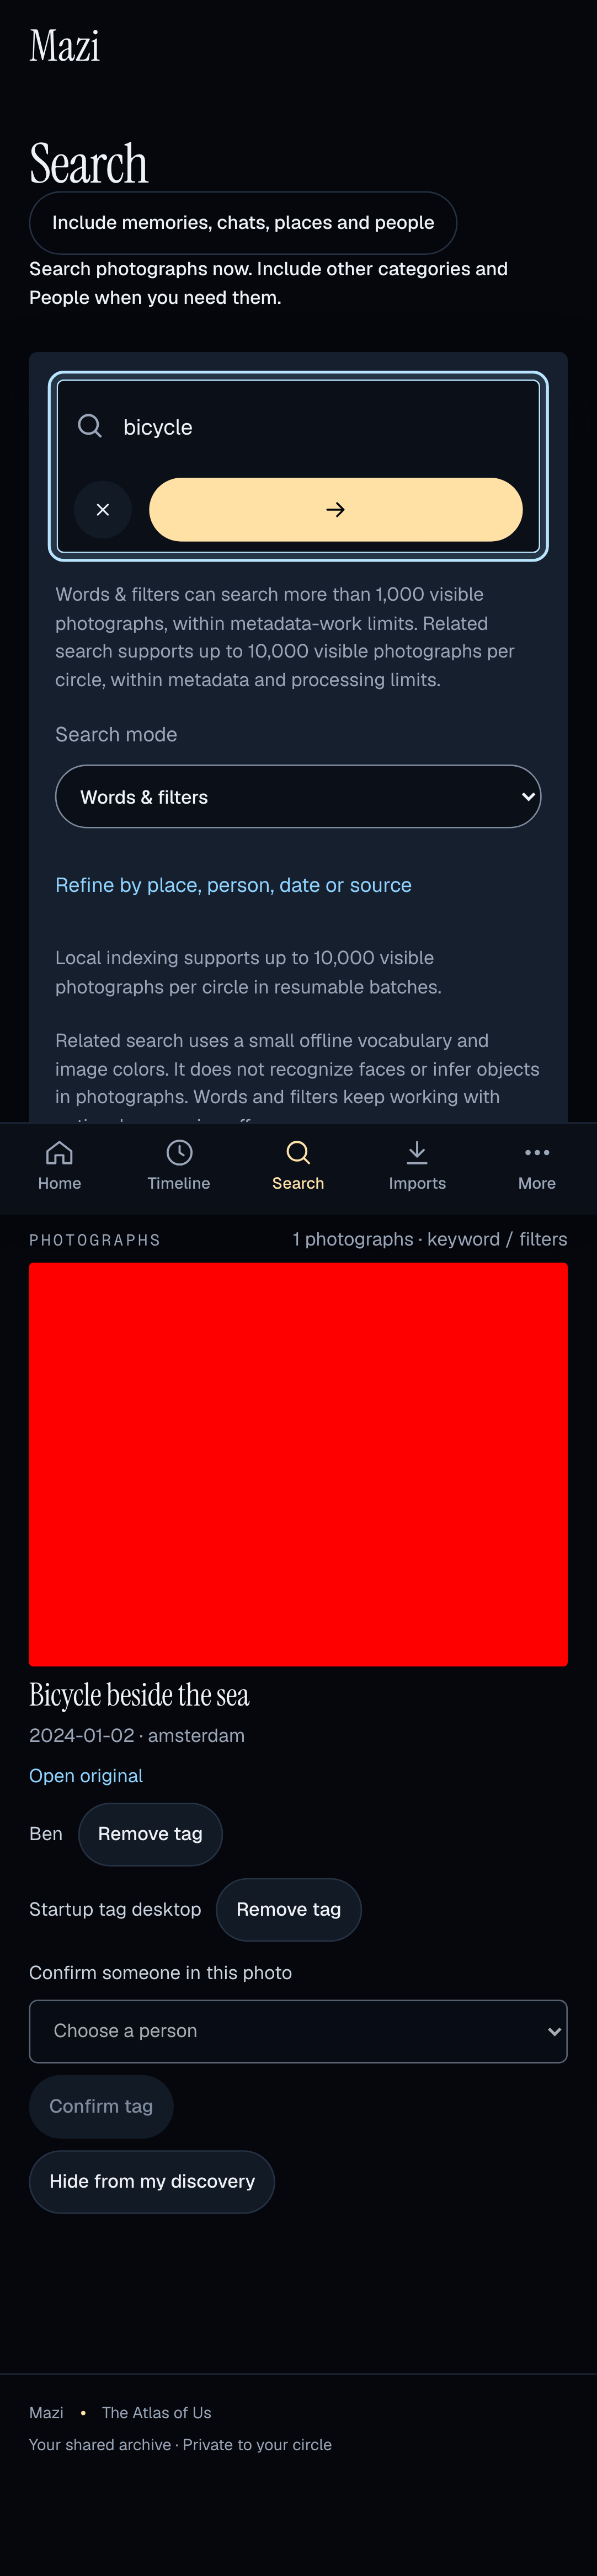 Mazi
Search
Include memories, chats, places and people
Search photographs now. Include other categories and
People when you need them.
bicycle
Words & filters can search more than 1,000 visible
photographs, within metadata-work limits. Related
search supports up to 10,000 visible photographs per
circle, within metadata and processing limits.
Search mode
Words & filters
Refine by place, person, date or source
Local indexing supports up to 10,000 visible
photographs per circle in resumable batches.
Related search uses a small offline vocabulary and
image colors. It does not recognize faces or infer objects
in photographs. Words and filters keep working with
Home
Timeline
Search
Imports
More
PHOTOGRAPHS
1 photographs · keyword / filters
Bicycle beside the sea
2024-01-02 · amsterdam
Open original
Ben
Remove tag
Startup tag desktop
Remove tag
Confirm someone in this photo
Choose a person
Confirm tag
Hide from my discovery
Mazi • The Atlas of Us
Your shared archive · Private to your circle